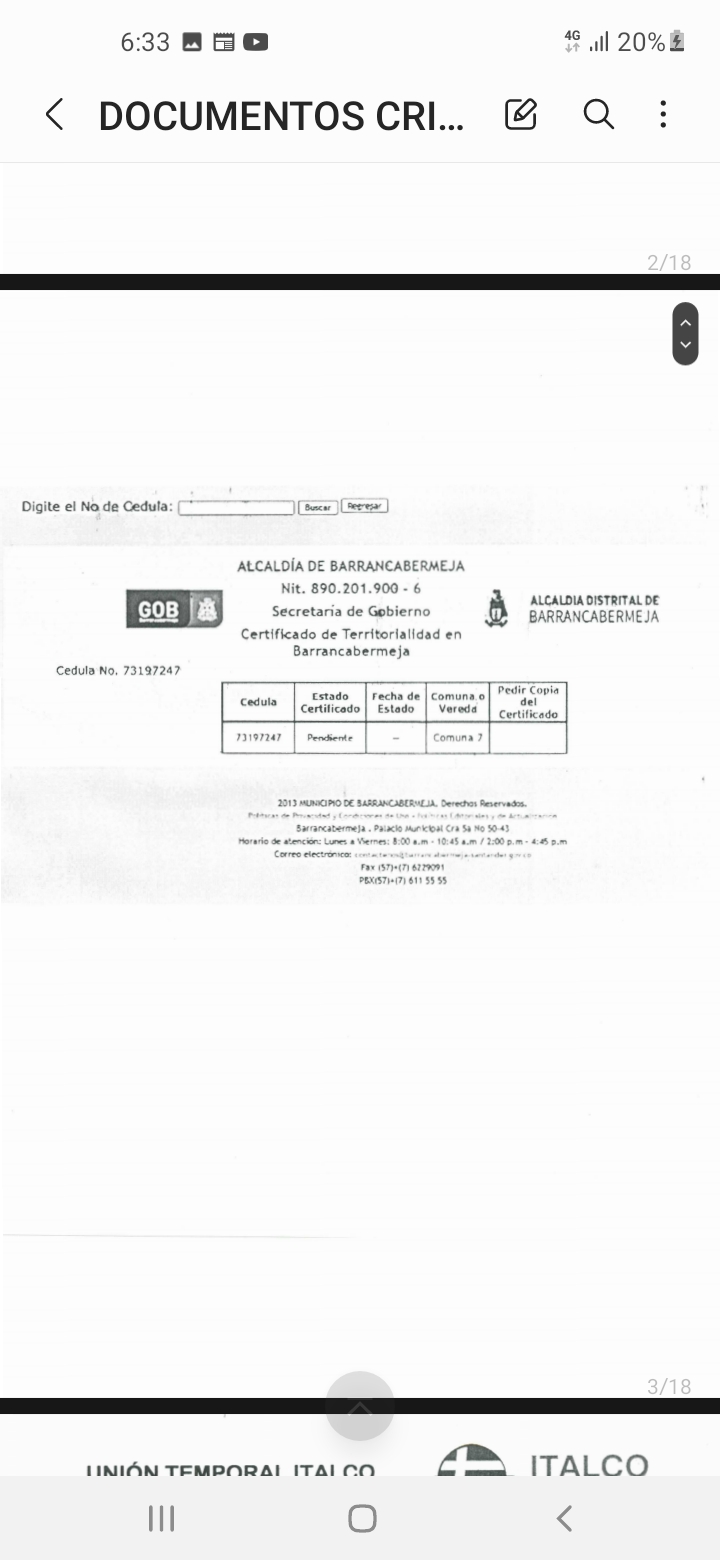 6:33
4G
20%
DOCUMENTOS CRI...
2/18
Digite el No de Cedula: Buscar Regresar
ALCALDÍA DE BARRANCABERMEJA
Nit. 890.201.900 - 6
Secretaria de Gobierno
Certificado de Territorialidad en
Barrancabermeja
GOB
Barrancabermeja
ALCALDIA DISTRITAL DE
BARRANCABERMEJA
Cedula No. 73197247
Cedula Estado Certificado Fecha de Estado Comuna o Vereda Pedir Copia del Certificado
73197247 Pendiente -- Comuna 7
2013 MUNICIPIO DE BARRANCABERMEJA. Derechos Reservados.
Políticas de Privacidad y Condiciones de Uso - Políticas Editoriales y de Actualización
Barrancabermeja - Palacio Municipal Cra 5a No 50-43
Horario de atención: Lunes a Viernes: 8:00 a.m - 10:45 a.m / 2:00 p.m - 4:45 p.m
Correo electrónico:
Fax (57)+(7) 6229091
PBX(57)+(7) 611 55 55
3/18
UNIÓN TEMPORAL ITALCO
ITALCO